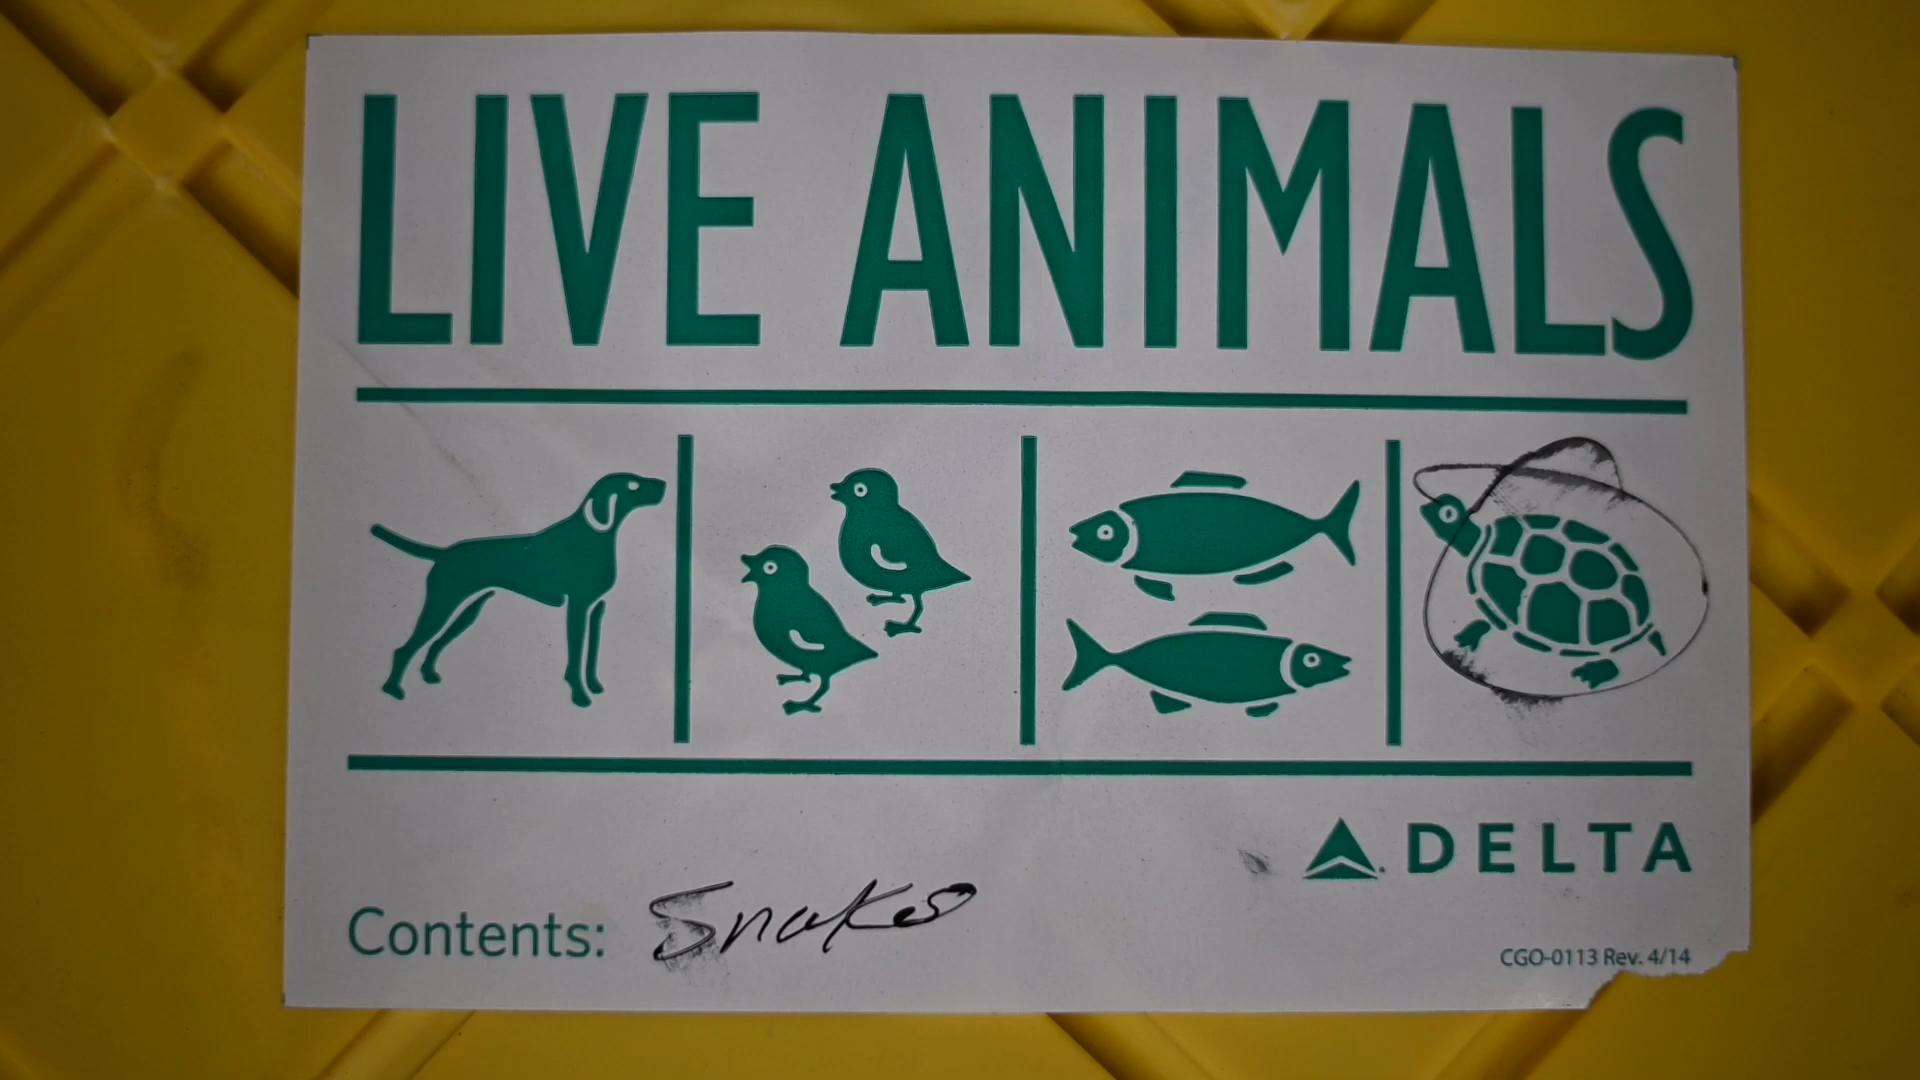 LIVE ANIMALS
DELTA
Contents: Snakes
CGO-0113 Rev. 4/14